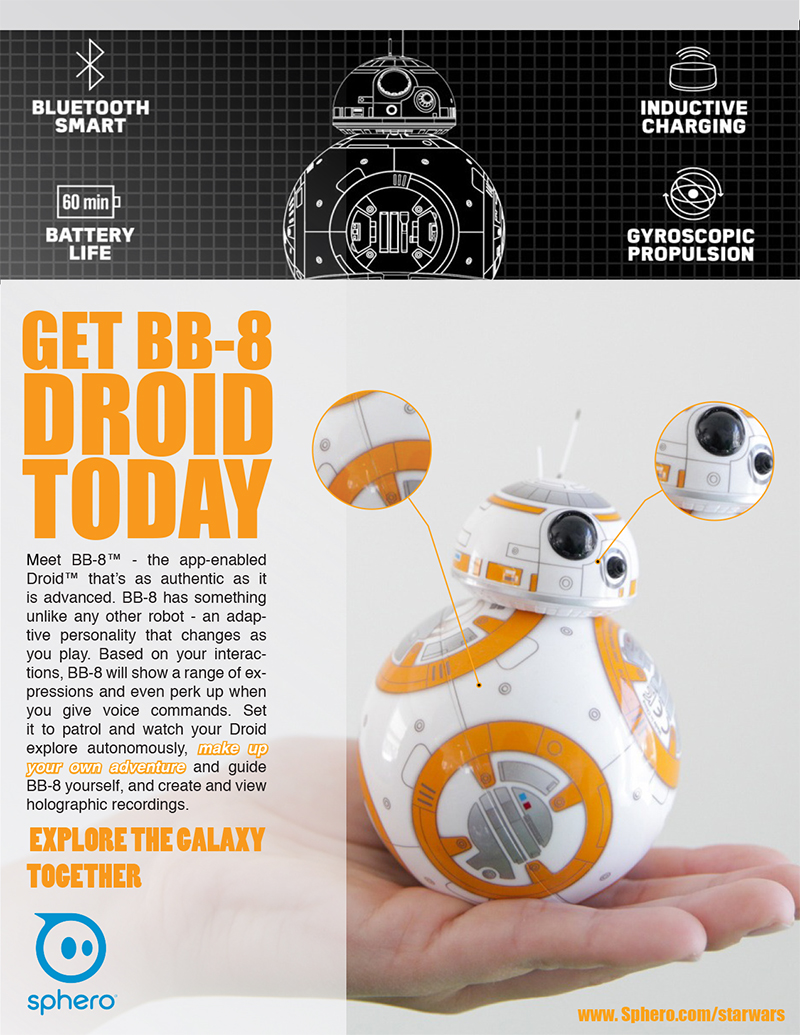 BLUETOOTH
SMART
INDUCTIVE
CHARGING
60 min
BATTERY
LIFE
GYROSCOPIC
PROPULSION
GET BB-8
DROID
TODAY
Meet BB-8™ - the app-enabled
Droid™ that's as authentic as it
is advanced. BB-8 has something
unlike any other robot - an adap-
tive personality that changes as
you play. Based on your interac-
tions, BB-8 will show a range of ex-
pressions and even perk up when
you give voice commands. Set
it to patrol and watch your Droid
explore autonomously, make up
your own adventure and guide
BB-8 yourself, and create and view
holographic recordings.
EXPLORE THE GALAXY
TOGETHER
sphero
www. Sphero.com/starwars